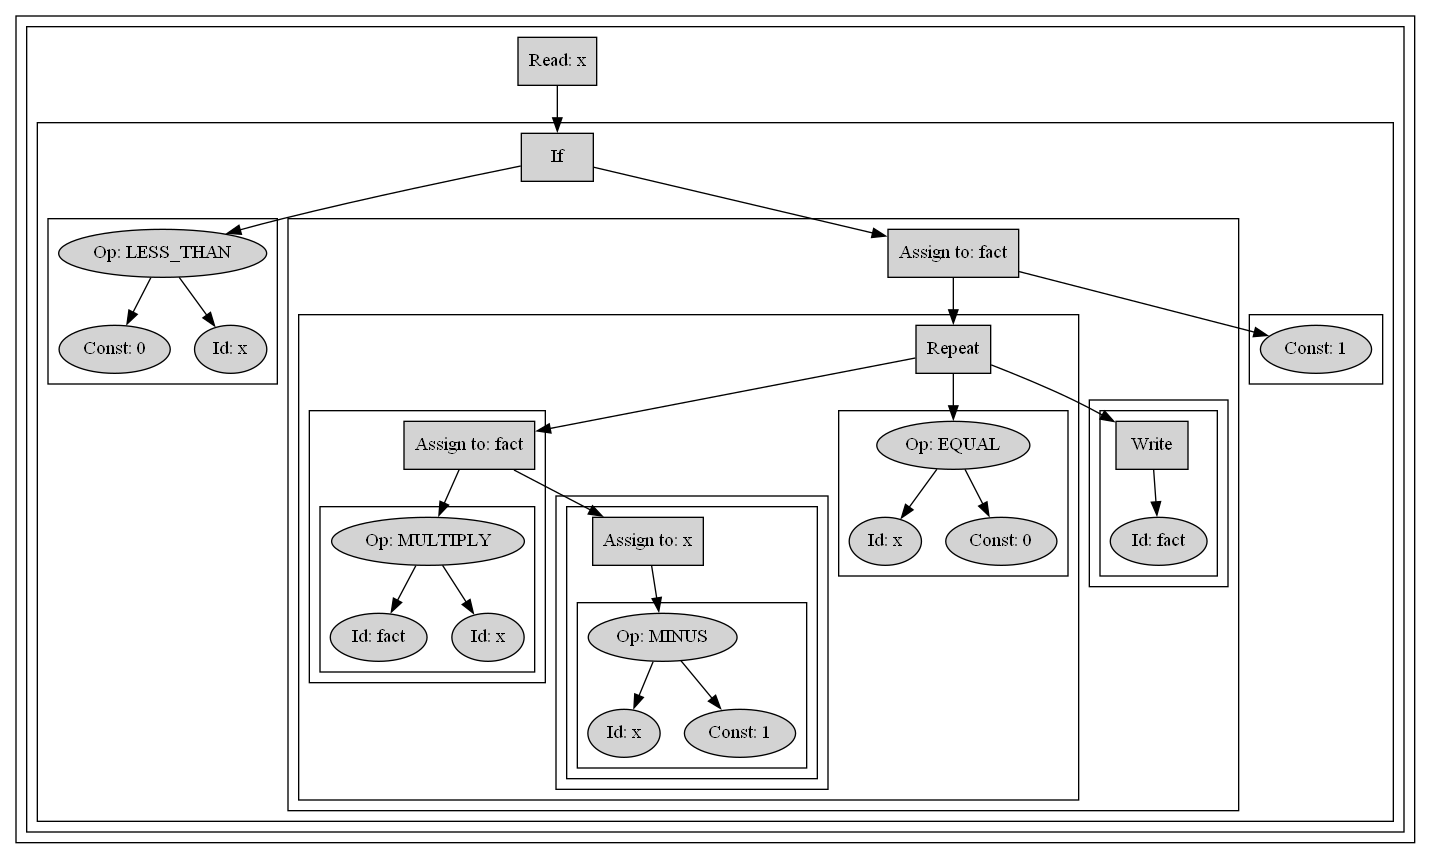 Read: x
If
Op: LESS_THAN
Assign to: fact
Const: 0
Id: x
Repeat
Const: 1
Assign to: fact
Op: EQUAL
Write
Op: MULTIPLY
Assign to: x
Id: x
Const: 0
Id: fact
Id: fact
Id: x
Op: MINUS
Id: x
Const: 1